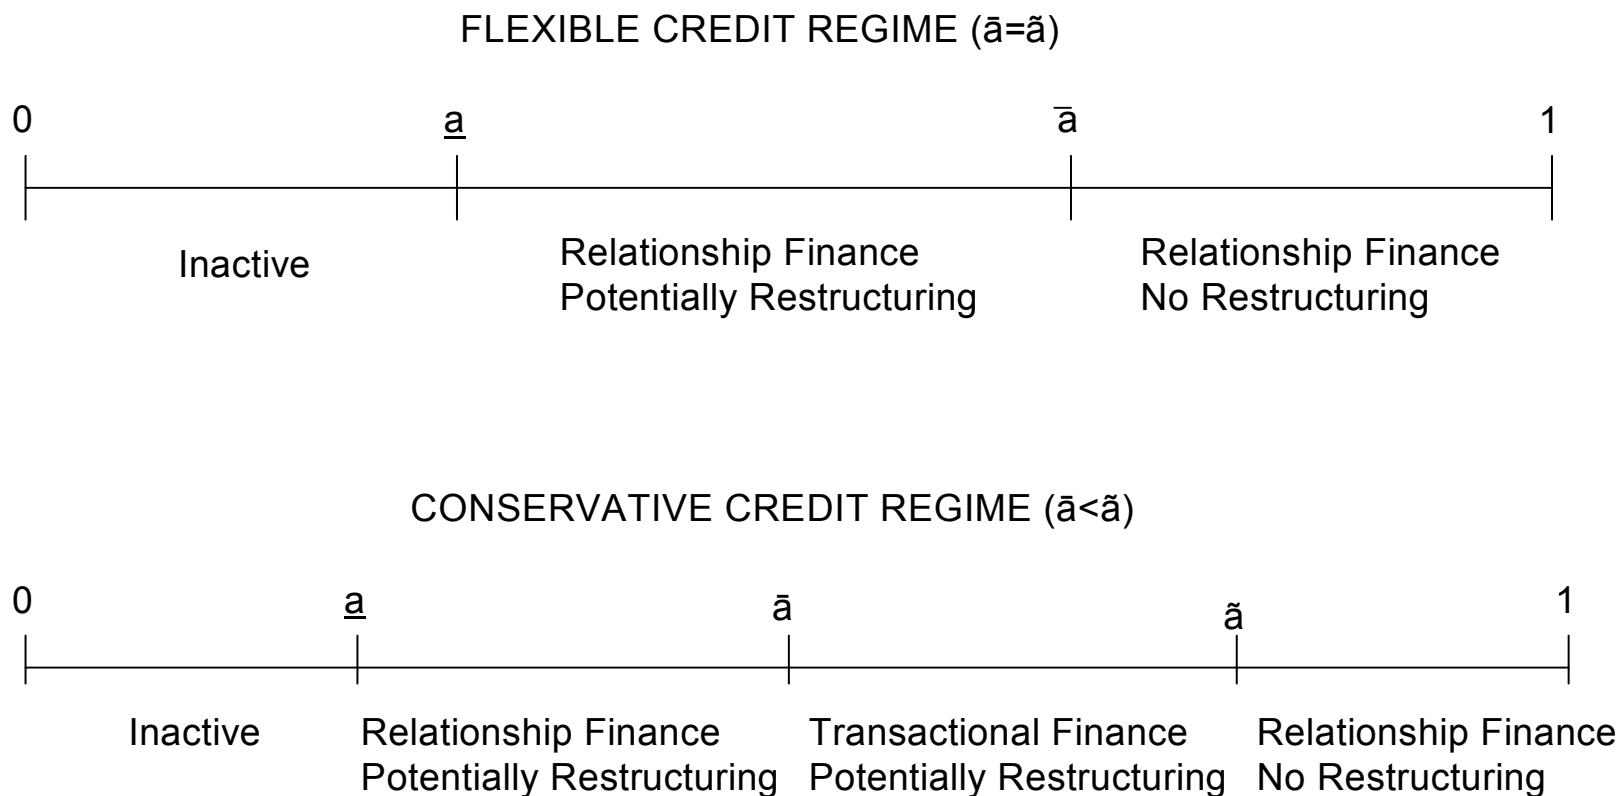 FLEXIBLE CREDIT REGIME (ā=ã)
0 a̲ ā 1
Inactive
Relationship Finance Relationship Finance
Potentially Restructuring No Restructuring
CONSERVATIVE CREDIT REGIME (ā<ã)
0 a̲ ā ã 1
Inactive Relationship Finance Transactional Finance Relationship Finance
Potentially Restructuring Potentially Restructuring No Restructuring